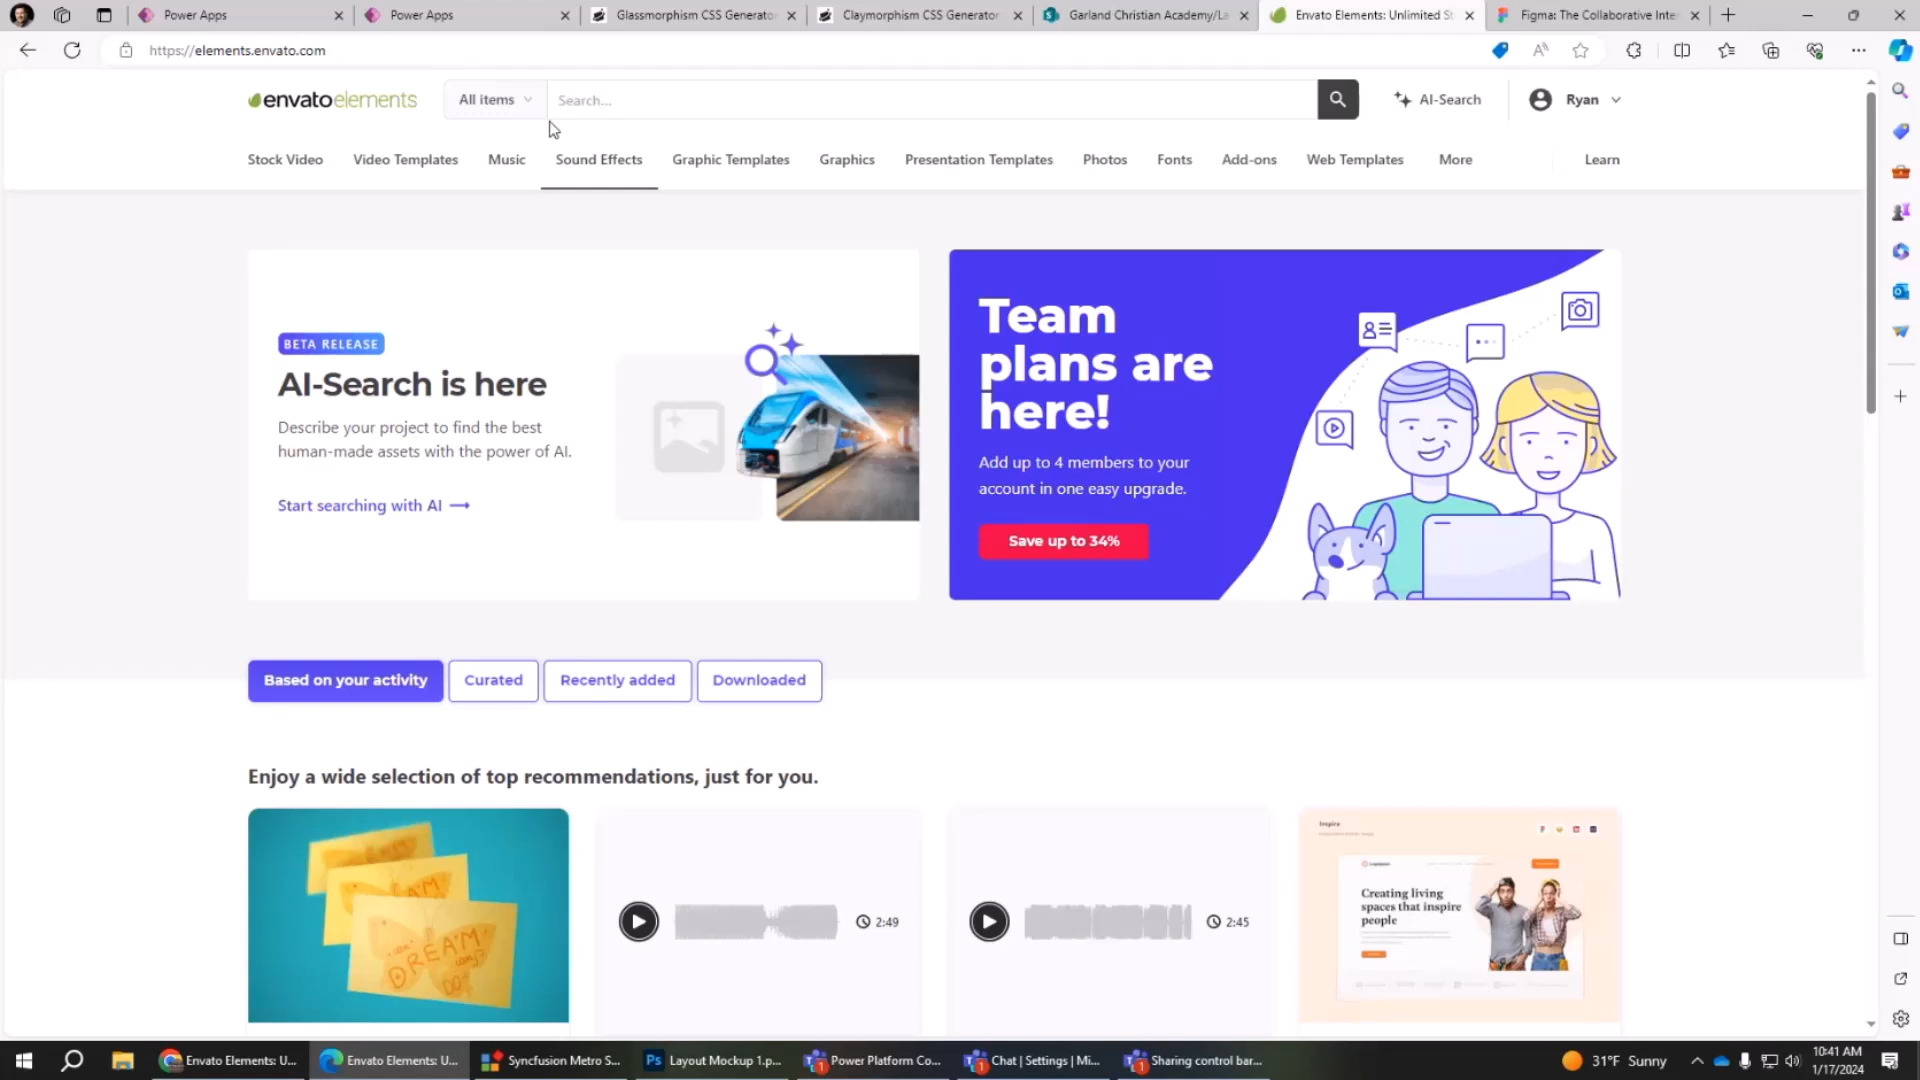 Power Apps
Power Apps
Glassmorphism CSS Generator
Claymorphism CSS Generator
Garland Christian Academy/La
Envato Elements: Unlimited St
Figma: The Collaborative Inte
https://elements.envato.com
envatoelements
All items
Search...
AI-Search
Ryan
Stock Video
Video Templates
Music
Sound Effects
Graphic Templates
Graphics
Presentation Templates
Photos
Fonts
Add-ons
Web Templates
More
Learn
BETA RELEASE
AI-Search is here
Describe your project to find the best
human-made assets with the power of AI.
Start searching with AI
Team
plans are
here!
Add up to 4 members to your
account in one easy upgrade.
Save up to 34%
Based on your activity
Curated
Recently added
Downloaded
Enjoy a wide selection of top recommendations, just for you.
DREAM
2:49
2:45
Inspire
Creating living
spaces that inspire
people
Envato Elements: U...
Envato Elements: U...
Syncfusion Metro S...
Ps
Layout Mockup 1.p...
Power Platform Co...
Chat | Settings | Mi...
Sharing control bar...
31°F Sunny
10:41 AM
1/17/2024